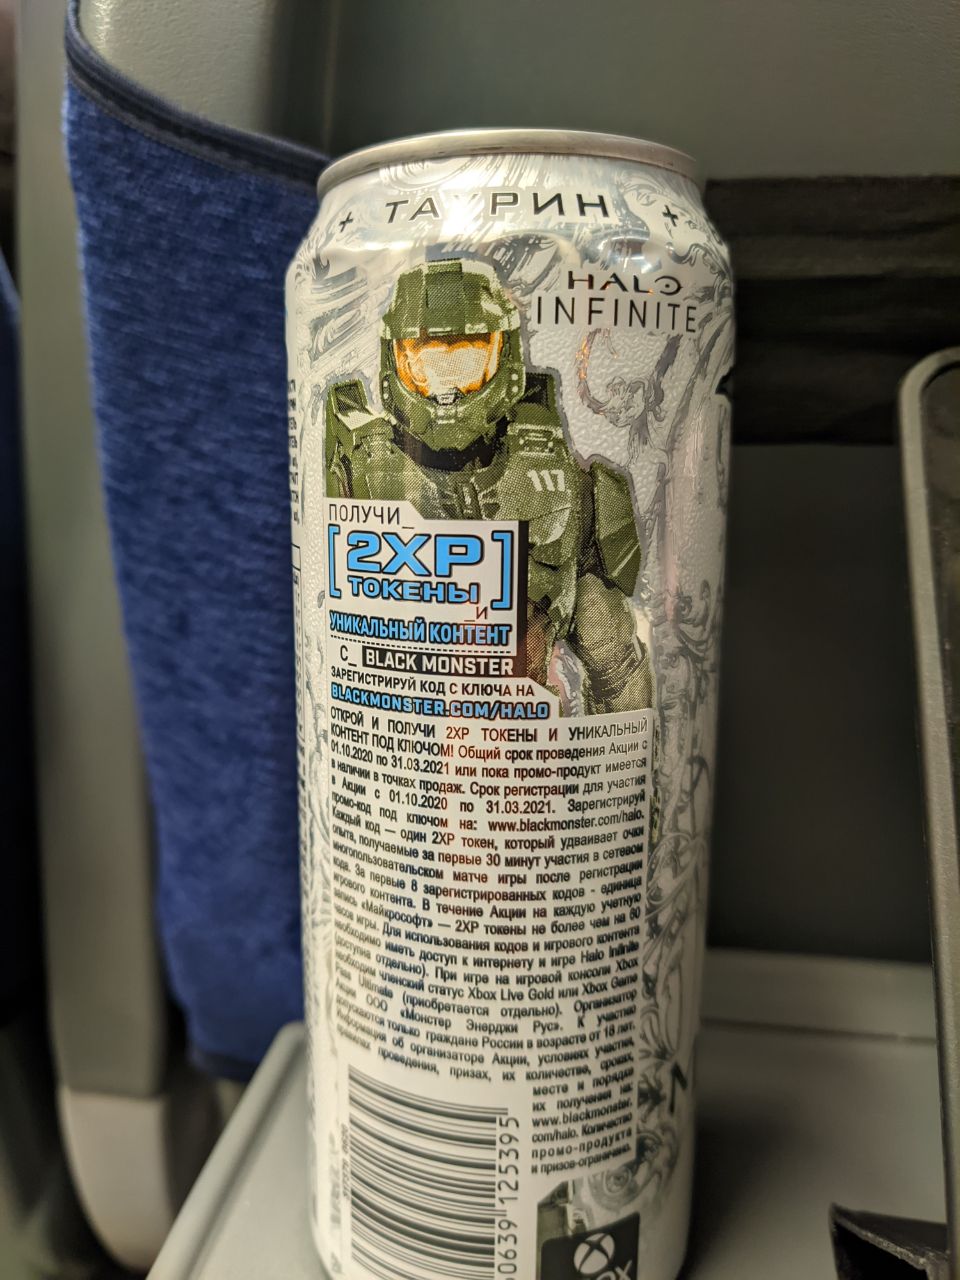 + ТАУРИН +
HALO
INFINITE
117
ПОЛУЧИ_
[2XP
ТОКЕНЫ]
_И
УНИКАЛЬНЫЙ КОНТЕНТ
С_ BLACK MONSTER
ЗАРЕГИСТРИРУЙ КОД С КЛЮЧА НА
BLACKMONSTER.COM/HALO
ОТКРОЙ И ПОЛУЧИ 2XP ТОКЕНЫ И УНИКАЛЬНЫЙ
КОНТЕНТ ПОД КЛЮЧОМ! Общий срок проведения Акции с
01.10.2020 по 31.03.2021 или пока промо-продукт имеется
в наличии в точках продаж. Срок регистрации для участия
в Акции с 01.10.2020 по 31.03.2021. Зарегистрируй
промо-код под ключом на: www.blackmonster.com/halo.
Каждый код — один 2XP токен, который удваивает очки
опыта, получаемые за первые 30 минут участия в сетевом
многопользовательском матче игры после регистрации
кода. За первые 8 зарегистрированных кодов - единица
игрового контента. В течение Акции на каждую учетную
запись «Майкрософт» — 2XP токены не более чем на 80
часов игры. Для использования кодов и игрового контента
необходимо иметь доступ к интернету и игре Halo Infinite
(доступна отдельно). При игре на игровой консоли Xbox
необходим членский статус Xbox Live Gold или Xbox Game
Pass Ultimate (приобретается отдельно). Организатор
Акции ООО «Монстер Энерджи Рус». К участию
допускаются только граждане России в возрасте от 18 лет.
Информация об организаторе Акции, условиях участия,
правилах проведения, призах, их количестве, сроках,
месте и порядке
их получения на:
www.blackmonster.
com/halo. Количество
промо-продукта
и призов-ограничено.
60639 125395